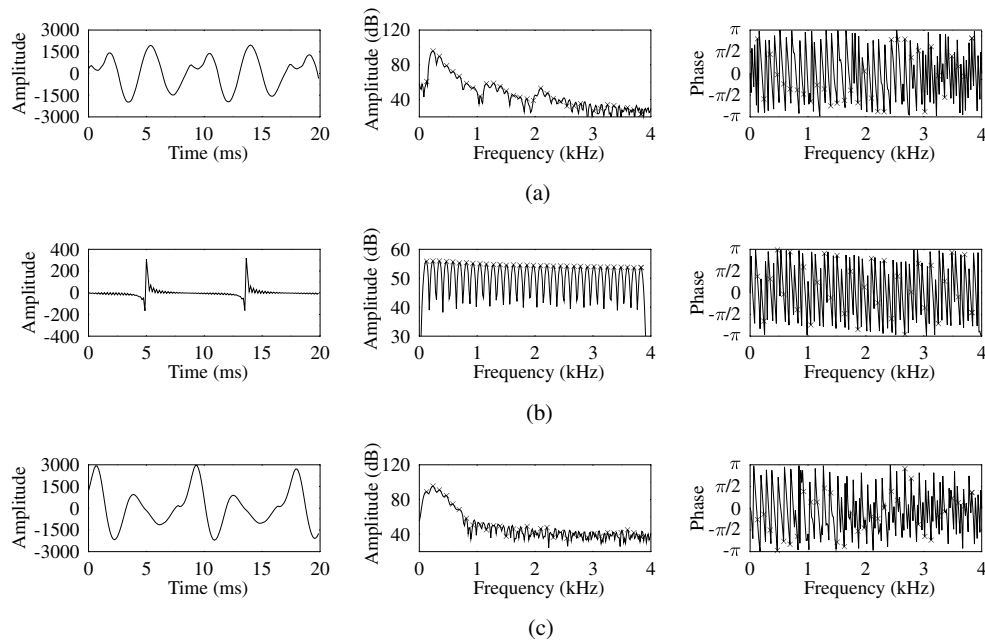 3000
1500
0
-1500
-3000
Amplitude
0 5 10 15 20
Time (ms)
120
80
40
Amplitude (dB)
0 1 2 3 4
Frequency (kHz)
π
π/2
0
-π/2
-π
Phase
0 1 2 3 4
Frequency (kHz)
(a)
400
200
0
-200
-400
Amplitude
0 5 10 15 20
Time (ms)
60
50
40
30
Amplitude (dB)
0 1 2 3 4
Frequency (kHz)
π
π/2
0
-π/2
-π
Phase
0 1 2 3 4
Frequency (kHz)
(b)
3000
1500
0
-1500
-3000
Amplitude
0 5 10 15 20
Time (ms)
120
80
40
Amplitude (dB)
0 1 2 3 4
Frequency (kHz)
π
π/2
0
-π/2
-π
Phase
0 1 2 3 4
Frequency (kHz)
(c)